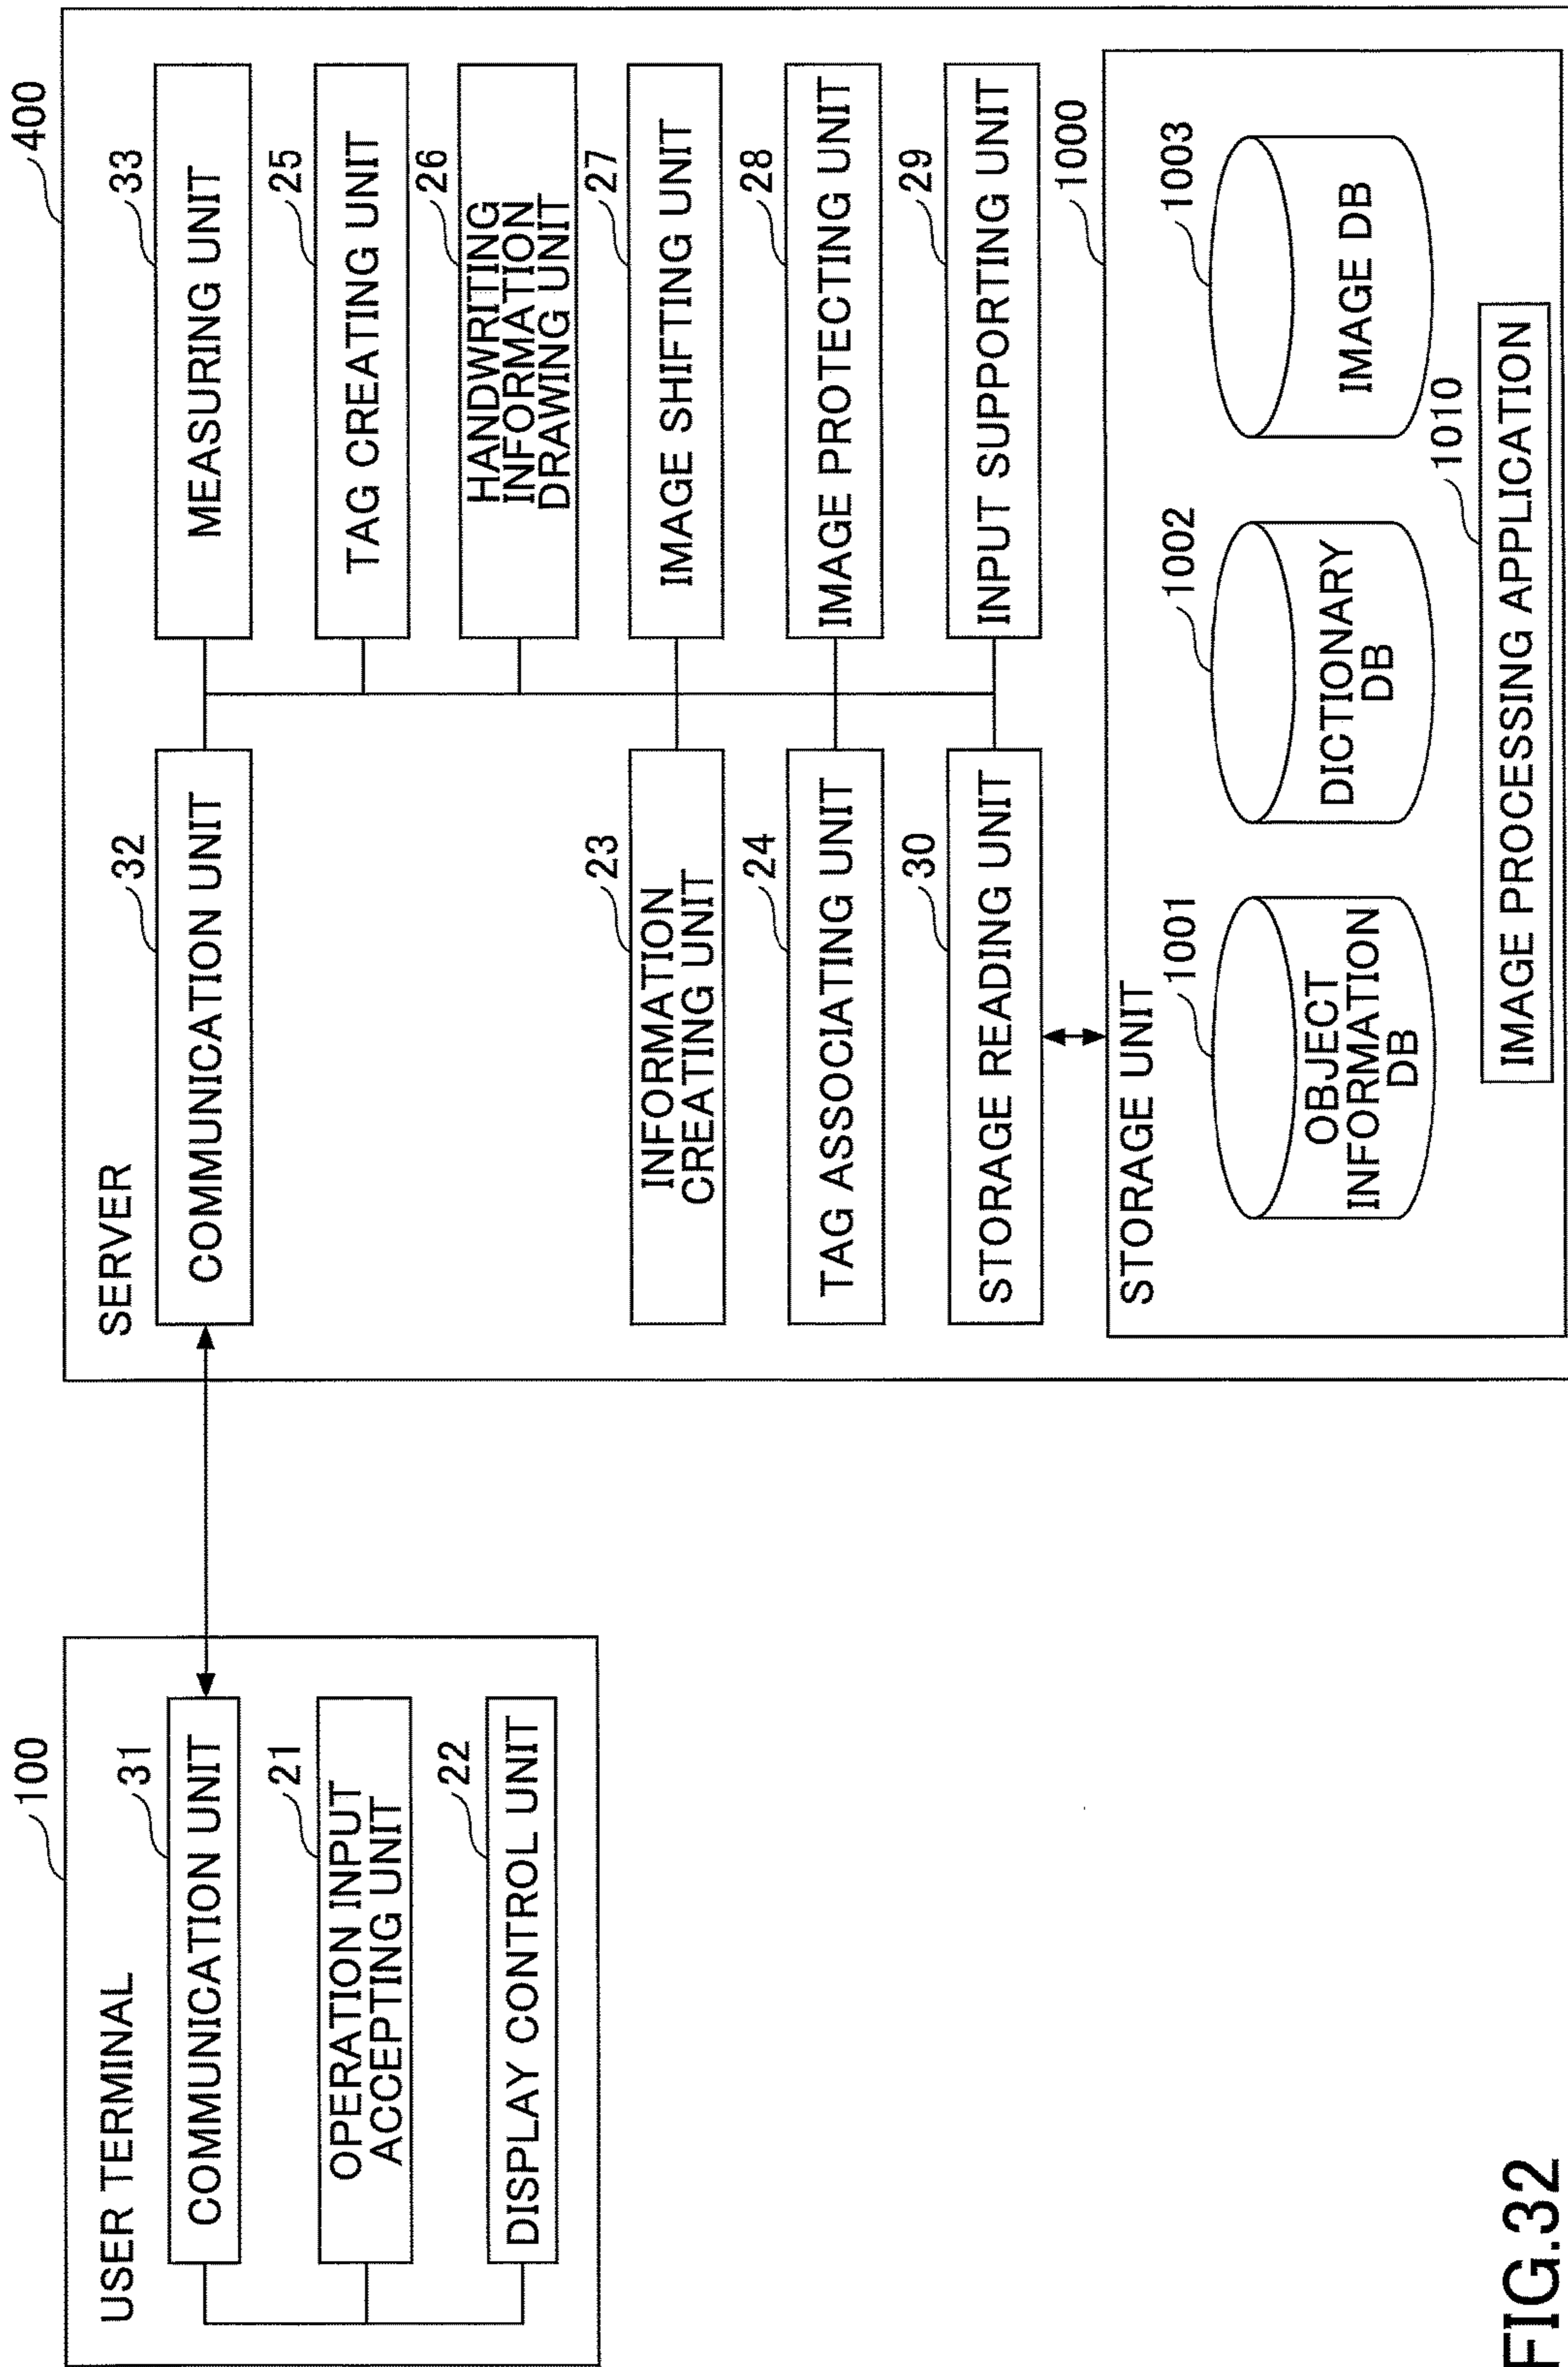 100
USER TERMINAL
31
COMMUNICATION UNIT
21
OPERATION INPUT
ACCEPTING UNIT
22
DISPLAY CONTROL UNIT
400
SERVER
32
COMMUNICATION UNIT
33
MEASURING UNIT
25
TAG CREATING UNIT
26
HANDWRITING
INFORMATION
DRAWING UNIT
23
INFORMATION
CREATING UNIT
27
IMAGE SHIFTING UNIT
24
TAG ASSOCIATING UNIT
28
IMAGE PROTECTING UNIT
30
STORAGE READING UNIT
29
INPUT SUPPORTING UNIT
1000
STORAGE UNIT
1001
OBJECT
INFORMATION
DB
1002
DICTIONARY
DB
1003
IMAGE DB
1010
IMAGE PROCESSING APPLICATION
FIG.32